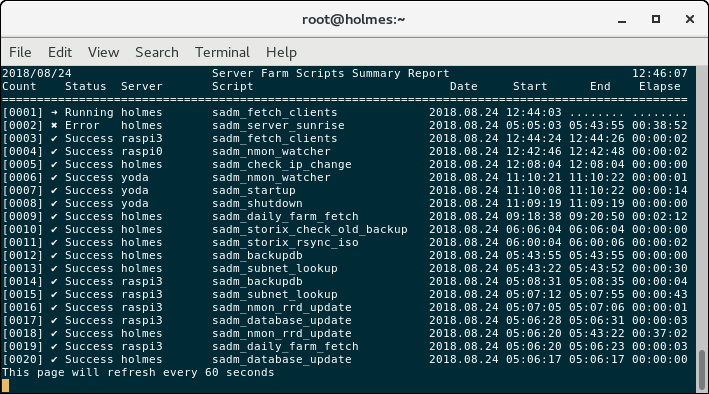 root@holmes:~
File Edit View Search Terminal Help
2018/08/24 Server Farm Scripts Summary Report 12:46:07
Count Status Server Script Date Start End Elapse
=====================================================================================
[0001] ➜ Running holmes sadm_fetch_clients 2018.08.24 12:44:03 ........ ........
[0002] ✖ Error holmes sadm_server_sunrise 2018.08.24 05:05:03 05:43:55 00:38:52
[0003] ✔ Success raspi3 sadm_fetch_clients 2018.08.24 12:44:24 12:44:26 00:00:02
[0004] ✔ Success raspi0 sadm_nmon_watcher 2018.08.24 12:42:46 12:42:48 00:00:02
[0005] ✔ Success holmes sadm_check_ip_change 2018.08.24 12:08:04 12:08:04 00:00:00
[0006] ✔ Success yoda sadm_nmon_watcher 2018.08.24 11:10:21 11:10:22 00:00:01
[0007] ✔ Success yoda sadm_startup 2018.08.24 11:10:08 11:10:22 00:00:14
[0008] ✔ Success yoda sadm_shutdown 2018.08.24 11:09:19 11:09:19 00:00:00
[0009] ✔ Success holmes sadm_daily_farm_fetch 2018.08.24 09:18:38 09:20:50 00:02:12
[0010] ✔ Success holmes sadm_storix_check_old_backup 2018.08.24 06:06:04 06:06:04 00:00:00
[0011] ✔ Success holmes sadm_storix_rsync_iso 2018.08.24 06:00:04 06:00:06 00:00:02
[0012] ✔ Success holmes sadm_backupdb 2018.08.24 05:43:55 05:43:55 00:00:00
[0013] ✔ Success holmes sadm_subnet_lookup 2018.08.24 05:43:22 05:43:52 00:00:30
[0014] ✔ Success raspi3 sadm_backupdb 2018.08.24 05:08:31 05:08:35 00:00:04
[0015] ✔ Success raspi3 sadm_subnet_lookup 2018.08.24 05:07:12 05:07:55 00:00:43
[0016] ✔ Success raspi3 sadm_nmon_rrd_update 2018.08.24 05:07:05 05:07:06 00:00:01
[0017] ✔ Success raspi3 sadm_database_update 2018.08.24 05:06:28 05:06:31 00:00:03
[0018] ✔ Success holmes sadm_nmon_rrd_update 2018.08.24 05:06:20 05:43:22 00:37:02
[0019] ✔ Success raspi3 sadm_daily_farm_fetch 2018.08.24 05:06:20 05:06:23 00:00:03
[0020] ✔ Success holmes sadm_database_update 2018.08.24 05:06:17 05:06:17 00:00:00
This page will refresh every 60 seconds